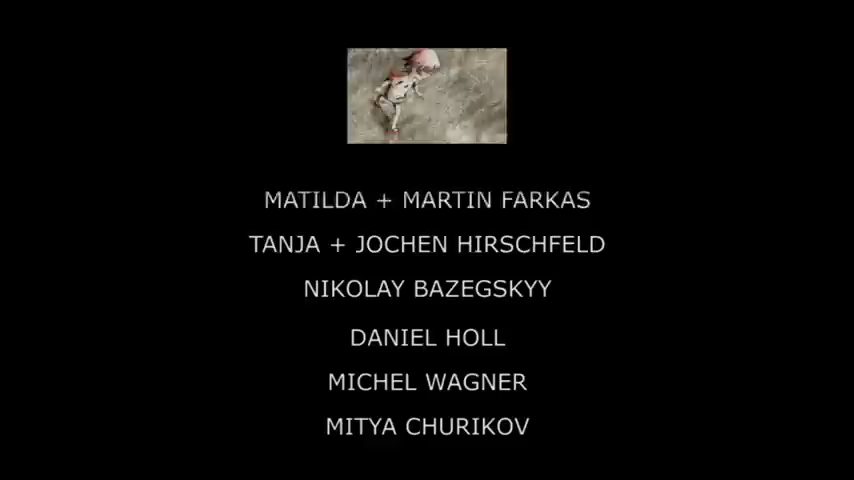 MATILDA + MARTIN FARKAS
TANJA + JOCHEN HIRSCHFELD
NIKOLAY BAZEGSKYY
DANIEL HOLL
MICHEL WAGNER
MITYA CHURIKOV